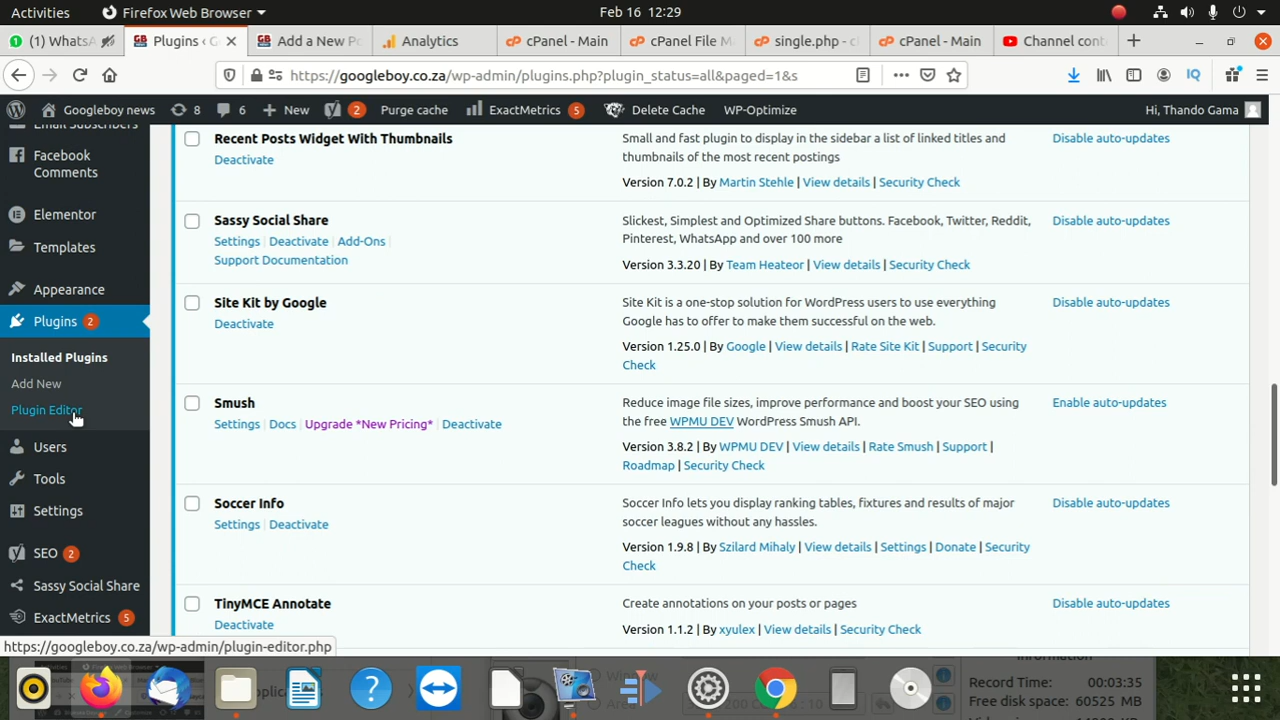 Activities Firefox Web Browser Feb 16 12:29
(1) WhatsA Plugins ‹ G Add a New Po Analytics cPanel - Main cPanel File M single.php - c cPanel - Main Channel cont
https://googleboy.co.za/wp-admin/plugins.php?plugin_status=all&paged=1&s
Googleboy news 8 6 New 2 Purge cache ExactMetrics 5 Delete Cache WP-Optimize Hi, Thando Gama
Email Subscribers
Facebook
Comments
Elementor
Templates
Appearance
Plugins 2
Installed Plugins
Add New
Plugin Editor
Users
Tools
Settings
SEO 2
Sassy Social Share
ExactMetrics 5
https://googleboy.co.za/wp-admin/plugin-editor.php
Recent Posts Widget With Thumbnails
Deactivate
Small and fast plugin to display in the sidebar a list of linked titles and
thumbnails of the most recent postings
Version 7.0.2 | By Martin Stehle | View details | Security Check
Disable auto-updates
Sassy Social Share
Settings | Deactivate | Add-Ons |
Support Documentation
Slickest, Simplest and Optimized Share buttons. Facebook, Twitter, Reddit,
Pinterest, WhatsApp and over 100 more
Version 3.3.20 | By Team Heateor | View details | Security Check
Disable auto-updates
Site Kit by Google
Deactivate
Site Kit is a one-stop solution for WordPress users to use everything
Google has to offer to make them successful on the web.
Version 1.25.0 | By Google | View details | Rate Site Kit | Support | Security
Check
Disable auto-updates
Smush
Settings | Docs | Upgrade *New Pricing* | Deactivate
Reduce image file sizes, improve performance and boost your SEO using
the free WPMU DEV WordPress Smush API.
Version 3.8.2 | By WPMU DEV | View details | Rate Smush | Support |
Roadmap | Security Check
Enable auto-updates
Soccer Info
Settings | Deactivate
Soccer Info lets you display ranking tables, fixtures and results of major
soccer leagues without any hassles.
Version 1.9.8 | By Szilard Mihaly | View details | Settings | Donate | Security
Check
Disable auto-updates
TinyMCE Annotate
Deactivate
Create annotations on your posts or pages
Version 1.1.2 | By xyulex | View details | Security Check
Disable auto-updates
Information
Record Time: 00:03:35
Free disk space: 60525 MB